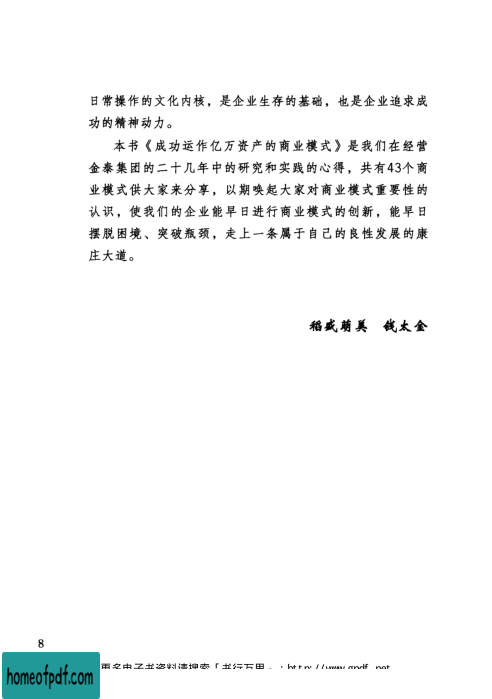 日常操作的文化内核，是企业生存的基础，也是企业追求成
功的精神动力。
本书《成功运作亿万资产的商业模式》是我们在经营
金泰集团的二十几年中的研究和实践的心得，共有43个商
业模式供大家来分享，以期唤起大家对商业模式重要性的
认识，使我们的企业能早日进行商业模式的创新，能早日
摆脱困境、突破瓶颈，走上一条属于自己的良性发展的康
庄大道。
稻盛萌美 钱太金
8
homeofpdf.com
更多电子书资料请搜索「书行万里」：http://www.gpdf.net